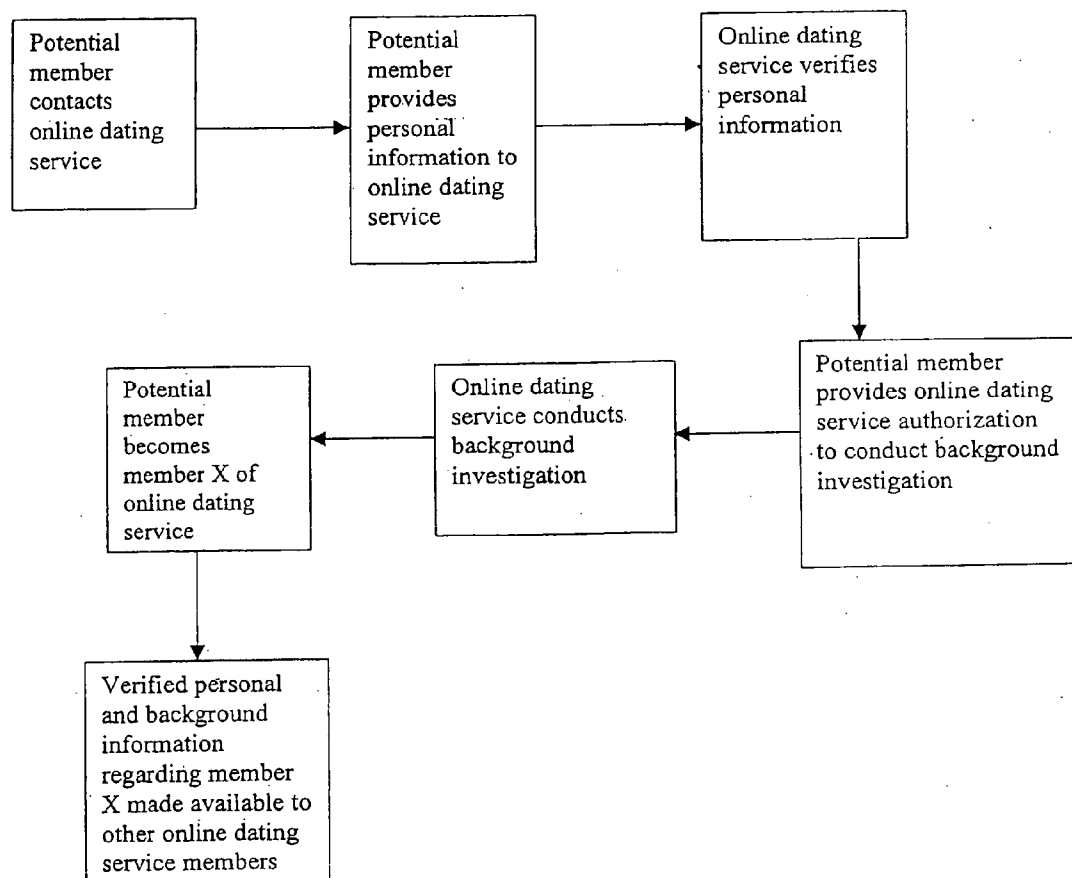 Potential
member
contacts
online dating
service
Potential
member
provides
personal
information to
online dating
service
Online dating
service verifies
personal
information
Potential member
provides online dating
service authorization
to conduct background
investigation
Online dating
service conducts
background
investigation
Potential
member
becomes
member X of
online dating
service
Verified personal
and background
information
regarding member
X made available to
other online dating
service members